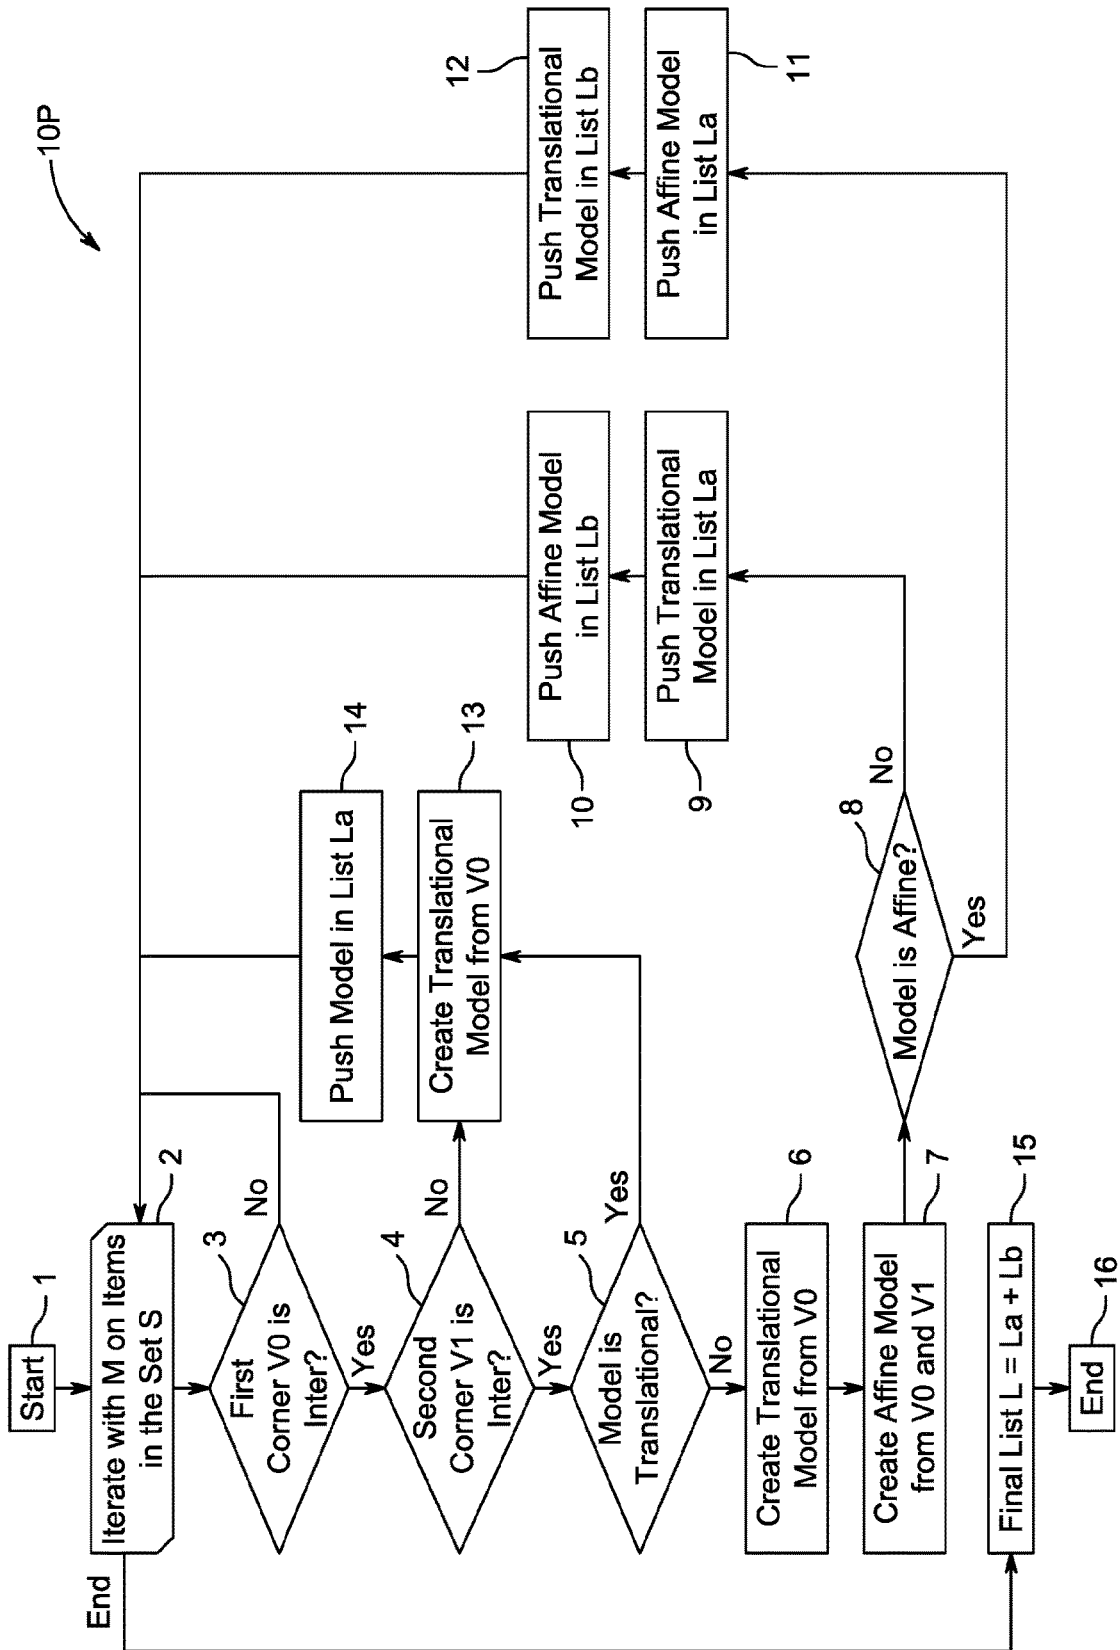 10P
Start
1
Iterate with M on Items
in the Set S
2
End
First
Corner V0 is
Inter?
3
No
Yes
Second
Corner V1 is
Inter?
4
No
Yes
Model is
Translational?
5
Yes
No
Create Translational
Model from V0
6
Create Affine Model
from V0 and V1
7
Final List L = La + Lb
15
End
16
Push Model in List La
14
Create Translational
Model from V0
13
Model is Affine?
8
No
Yes
Push Affine Model
in List Lb
10
Push Translational
Model in List La
9
Push Translational
Model in List Lb
12
Push Affine Model
in List La
11